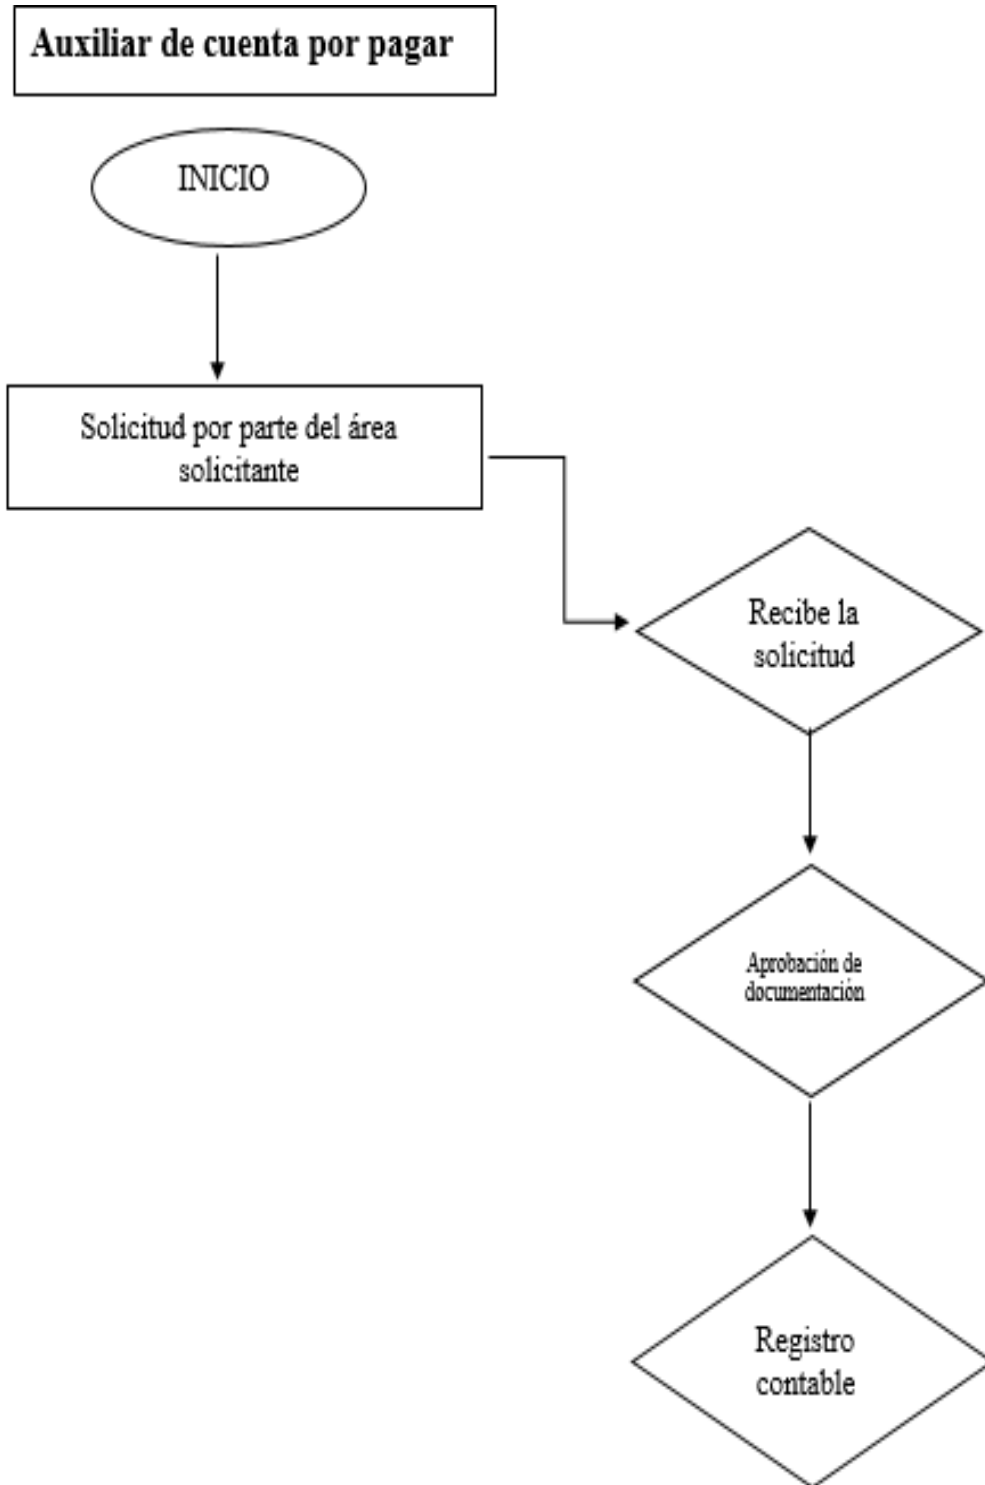 Auxiliar de cuenta por pagar
INICIO
Solicitud por parte del área
solicitante
Recibe la
solicitud
Aprobación de
documentación
Registro
contable